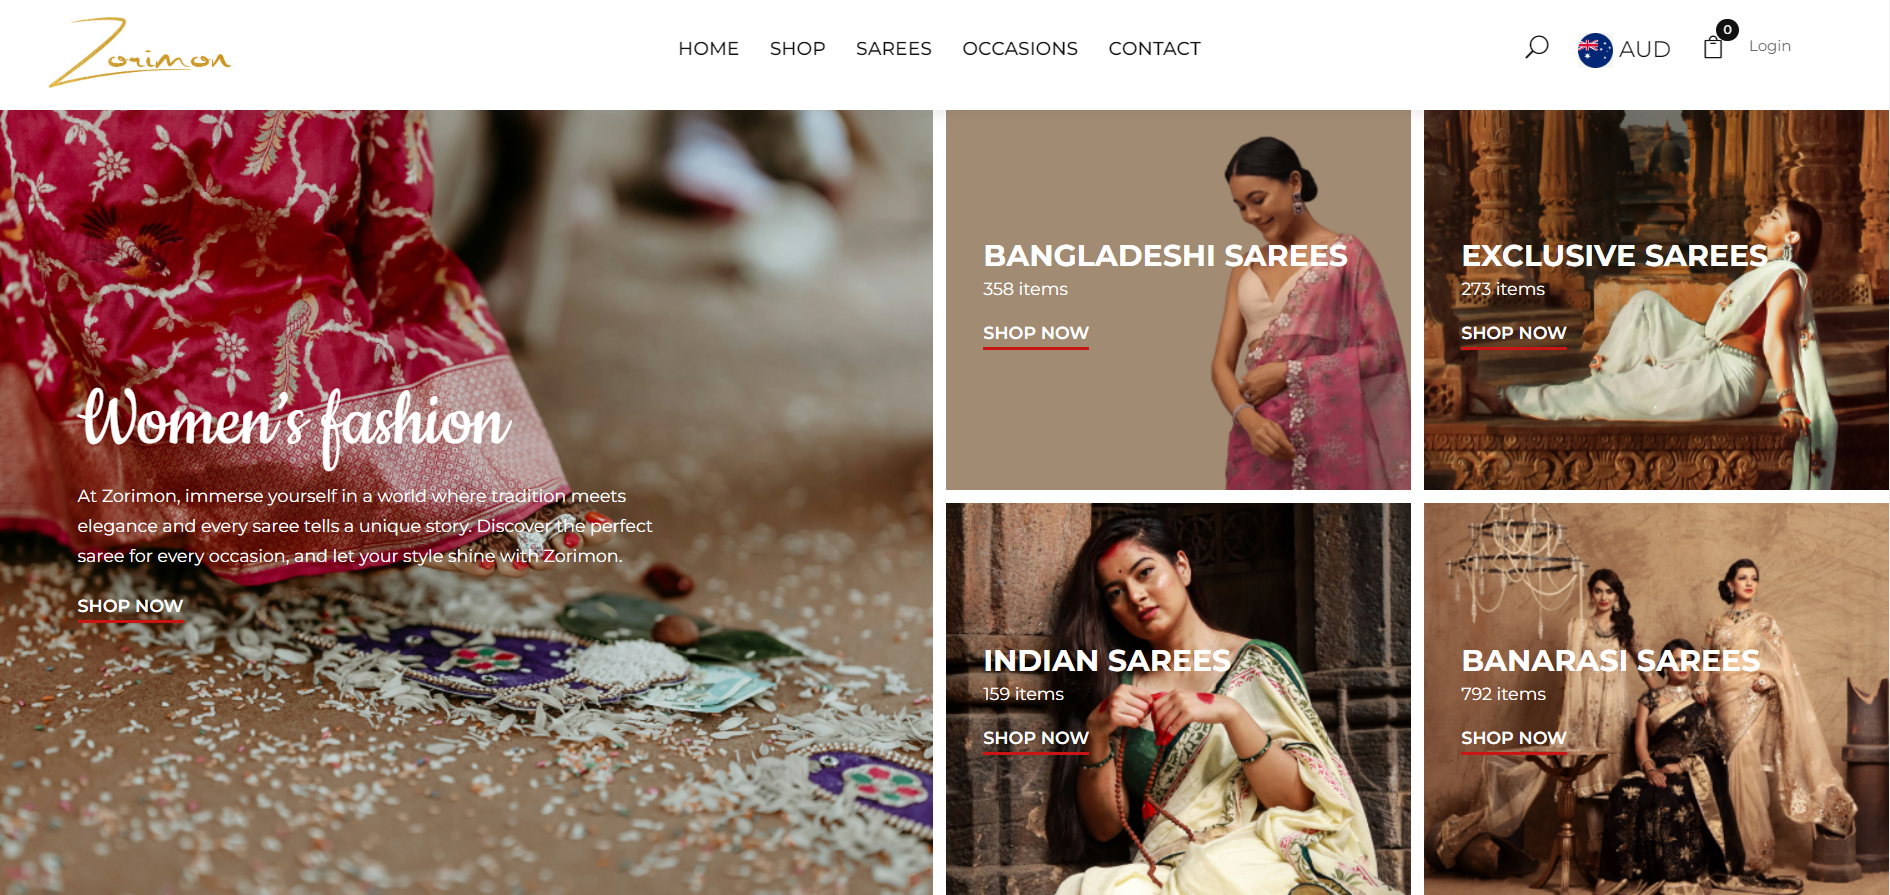 Zorimon
HOME SHOP SAREES OCCASIONS CONTACT
AUD
0
Login
Women's fashion
At Zorimon, immerse yourself in a world where tradition meets
elegance and every saree tells a unique story. Discover the perfect
saree for every occasion, and let your style shine with Zorimon.
SHOP NOW
BANGLADESHI SAREES
358 items
SHOP NOW
EXCLUSIVE SAREES
273 items
SHOP NOW
INDIAN SAREES
159 items
SHOP NOW
BANARASI SAREES
792 items
SHOP NOW